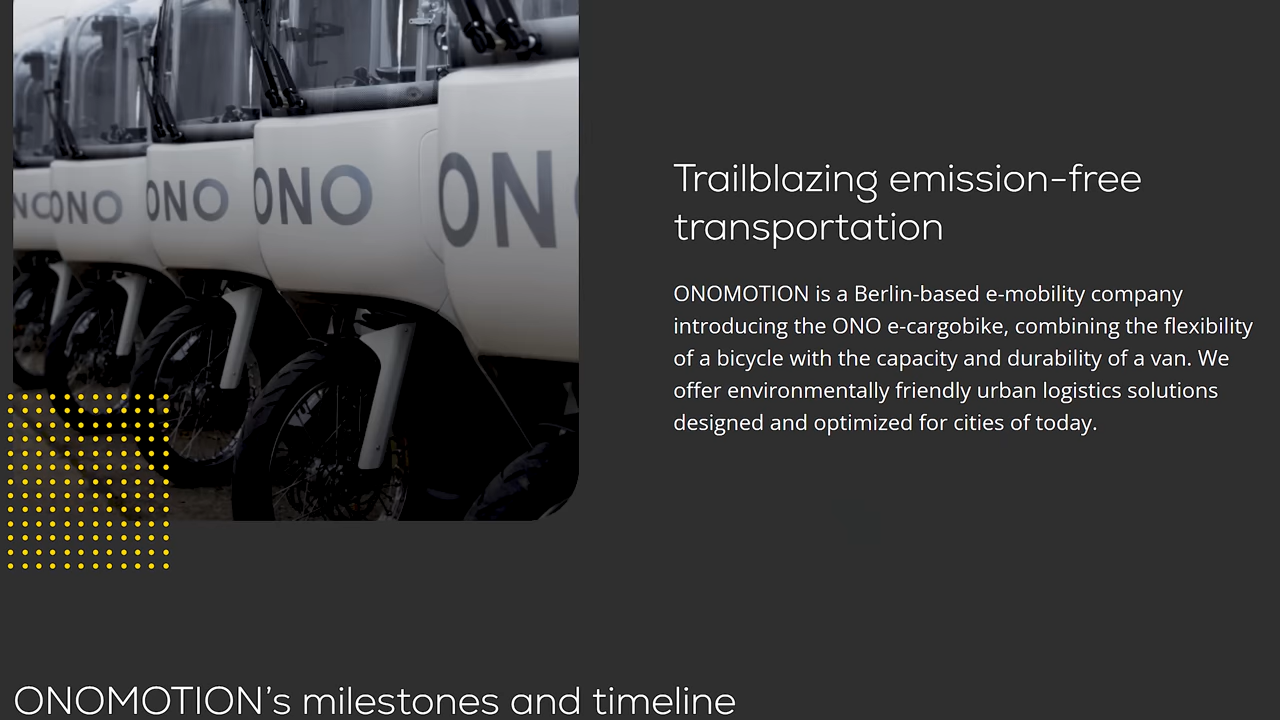 ONO
ONO
ONO
Trailblazing emission-free
transportation
ONOMOTION is a Berlin-based e-mobility company
introducing the ONO e-cargobike, combining the flexibility
of a bicycle with the capacity and durability of a van. We
offer environmentally friendly urban logistics solutions
designed and optimized for cities of today.
ONOMOTION’s milestones and timeline